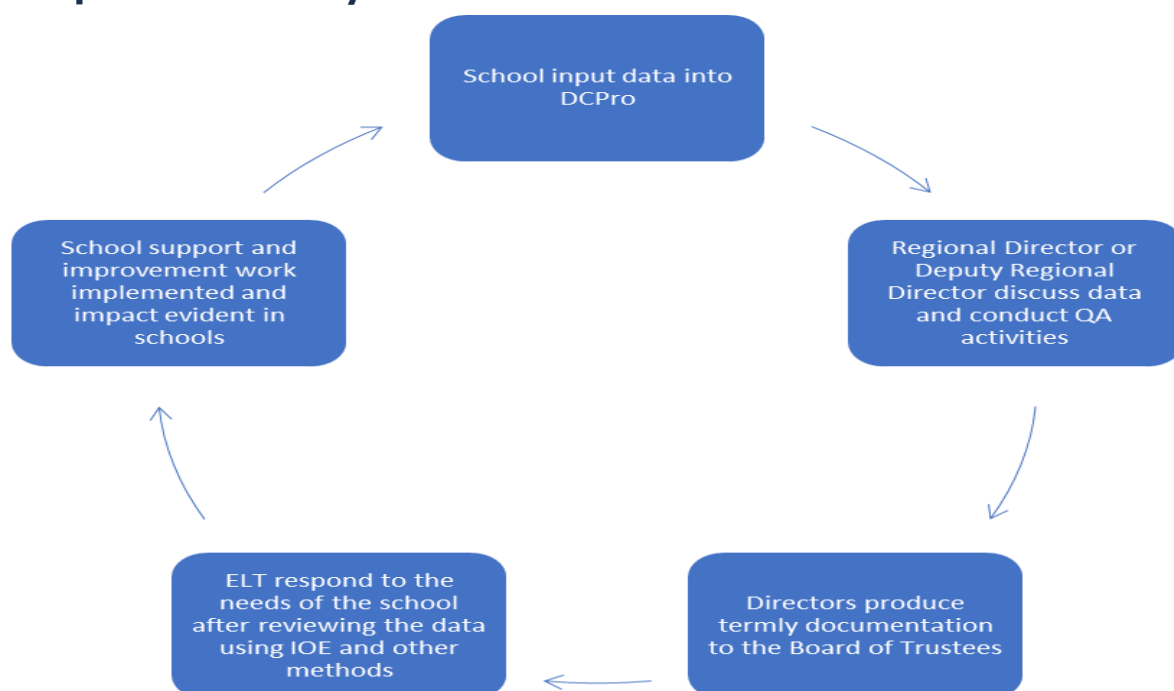 School input data into
DCPro
Regional Director or
Deputy Regional
Director discuss data
and conduct QA
activities
Directors produce
termly documentation
to the Board of Trustees
ELT respond to the
needs of the school
after reviewing the data
using IOE and other
methods
School support and
improvement work
implemented and
impact evident in
schools